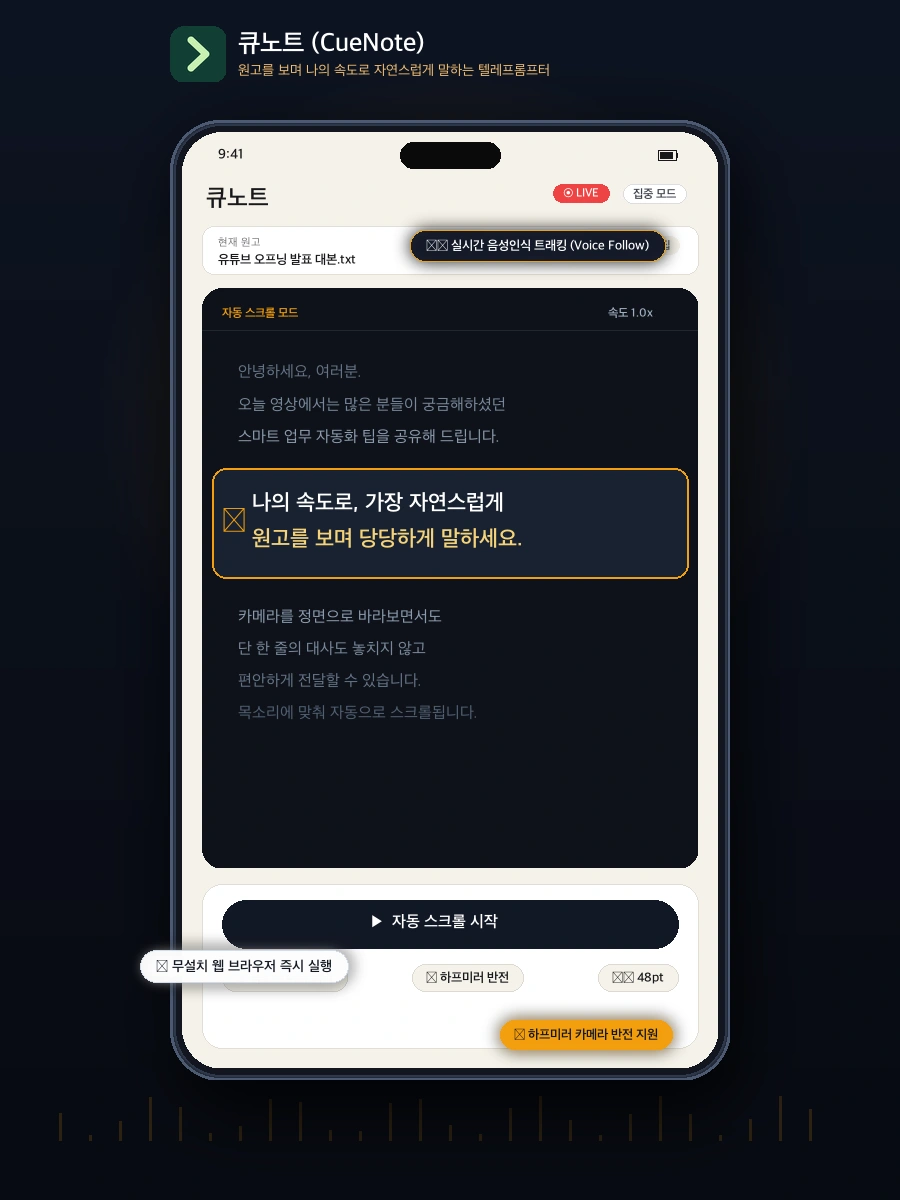 큐노트 (CueNote)
원고를 보며 나의 속도로 자연스럽게 말하는 텔레프롬프터
9:41
큐노트
LIVE
집중 모드
현재 원고
유튜브 오프닝 발표 대본.txt
실시간 음성인식 트래킹 (Voice Follow)
자동 스크롤 모드
속도 1.0x
안녕하세요, 여러분.
오늘 영상에서는 많은 분들이 궁금해하셨던
스마트 업무 자동화 팁을 공유해 드립니다.
나의 속도로, 가장 자연스럽게
원고를 보며 당당하게 말하세요.
카메라를 정면으로 바라보면서도
단 한 줄의 대사도 놓치지 않고
편안하게 전달할 수 있습니다.
목소리에 맞춰 자동으로 스크롤됩니다.
▶ 자동 스크롤 시작
무설치 웹 브라우저 즉시 실행
하프미러 반전
48pt
하프미러 카메라 반전 지원